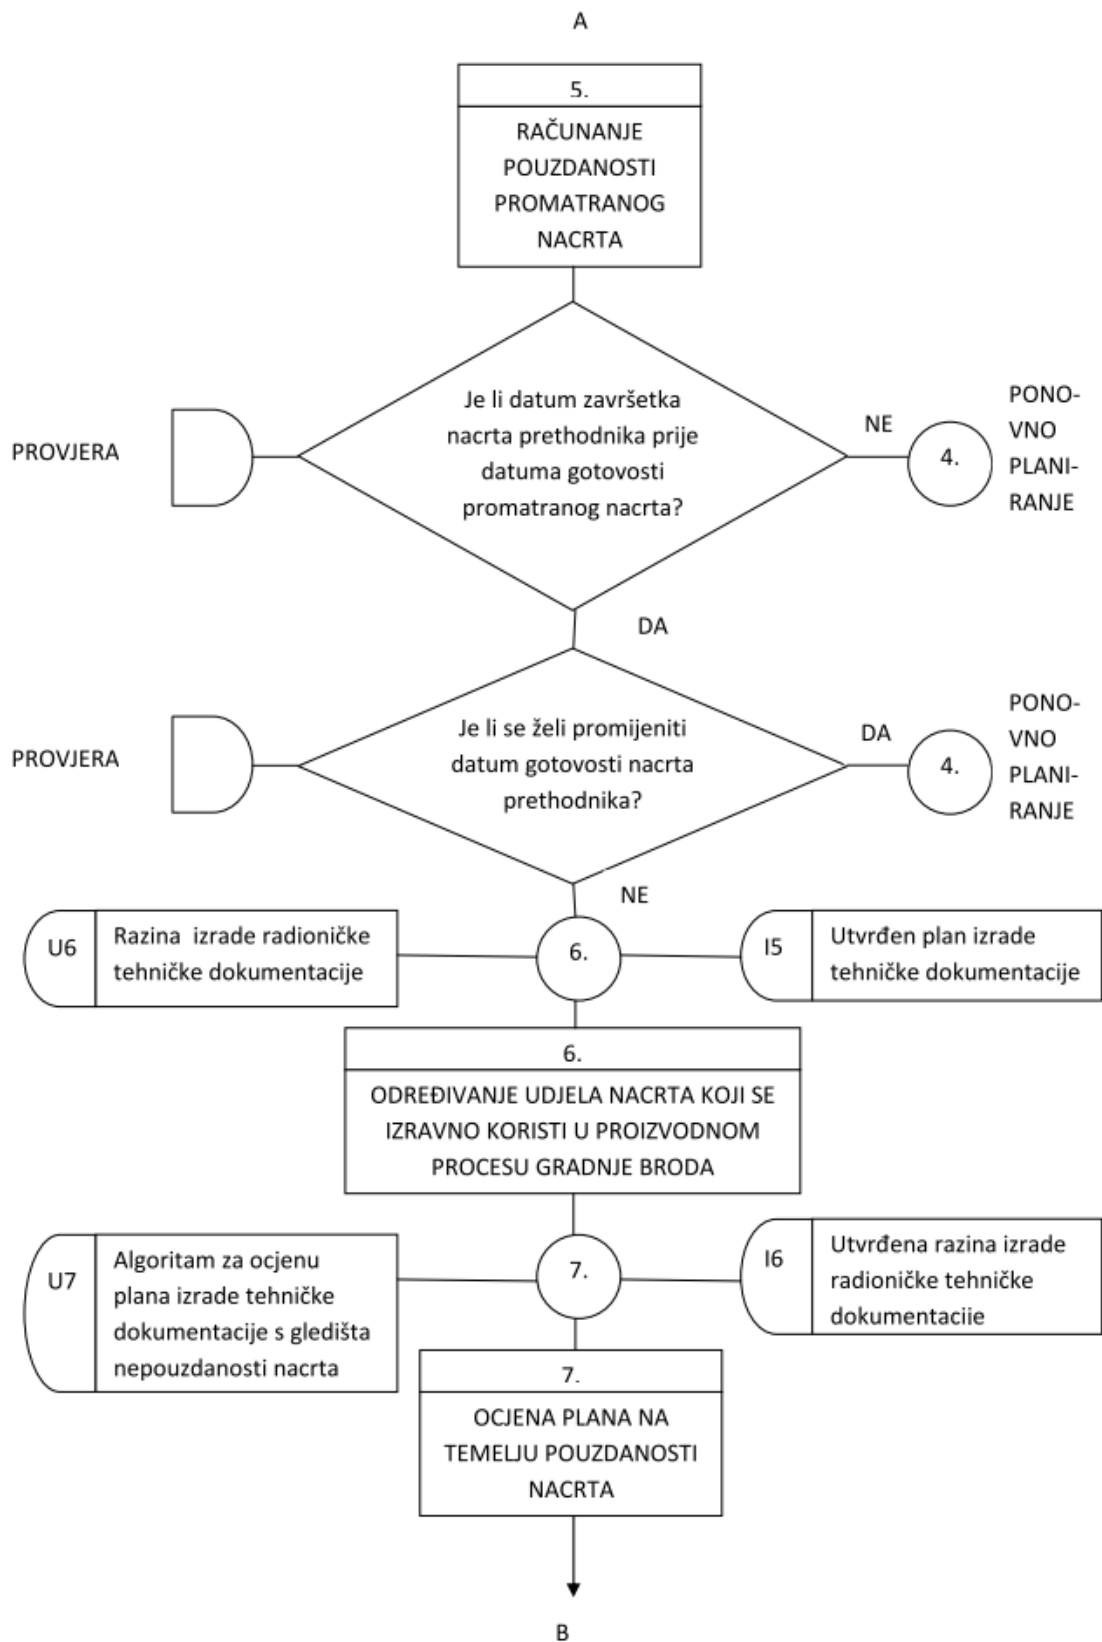 A
5.
RAČUNANJE
POUZDANOSTI
PROMATRANOG
NACRTA
PROVJERA
Je li datum završetka
nacrta prethodnika prije
datuma gotovosti
promatranog nacrta?
NE
4.
PONO-
VNO
PLANI-
RANJE
DA
PROVJERA
Je li se želi promijeniti
datum gotovosti nacrta
prethodnika?
DA
4.
PONO-
VNO
PLANI-
RANJE
NE
U6
Razina izrade radioničke
tehničke dokumentacije
6.
I5
Utvrđen plan izrade
tehničke dokumentacije
6.
ODREĐIVANJE UDJELA NACRTA KOJI SE
IZRAVNO KORISTI U PROIZVODNOM
PROCESU GRADNJE BRODA
U7
Algoritam za ocjenu
plana izrade tehničke
dokumentacije s gledišta
nepouzdanosti nacrta
7.
I6
Utvrđena razina izrade
radioničke tehničke
dokumentaciie
7.
OCJENA PLANA NA
TEMELJU POUZDANOSTI
NACRTA
B